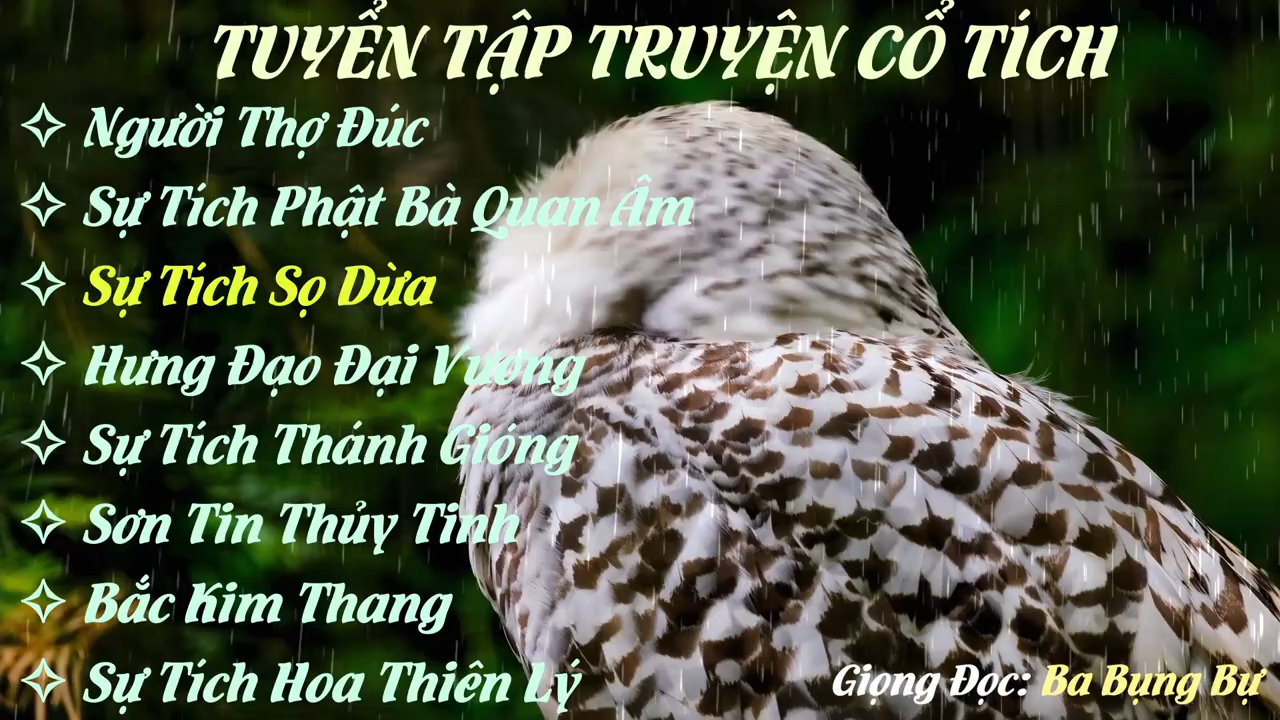 TUYỂN TẬP TRUYỆN CỔ TÍCH
Người Thợ Đúc
Sự Tích Phật Bà Quan Âm
Sự Tích Sọ Dừa
Hưng Đạo Đại Vương
Sự Tích Thánh Gióng
Sơn Tin Thủy Tinh
Bắc Kim Thang
Sự Tích Hoa Thiên Lý
Giọng Đọc: Ba Bụng Bự